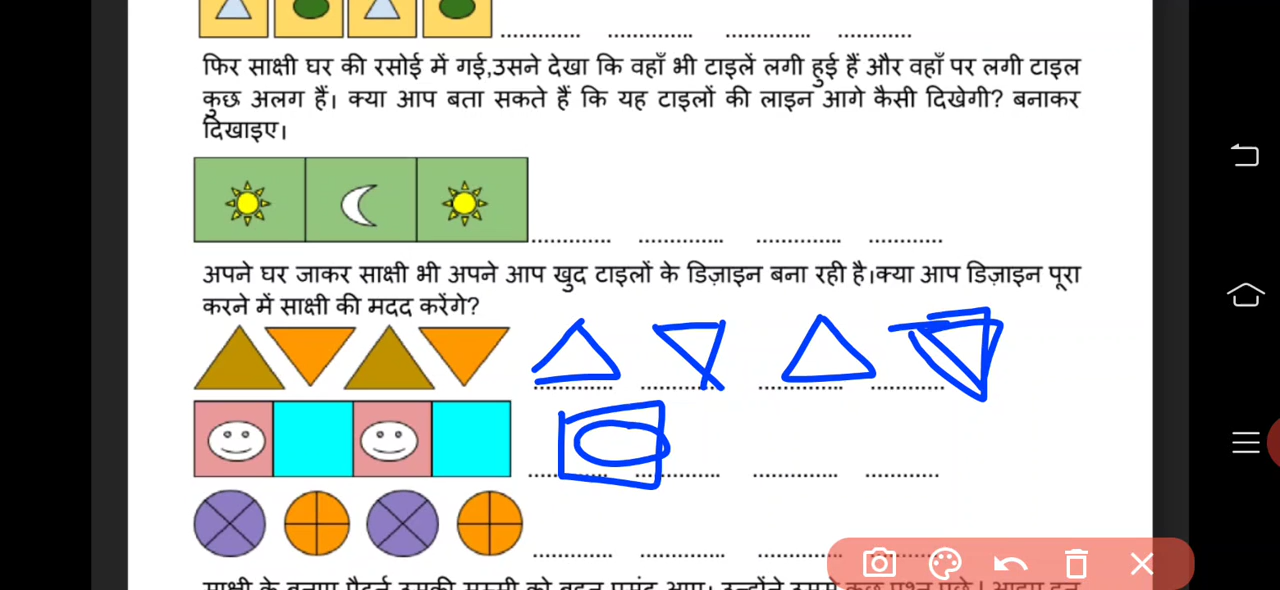 फिर साक्षी घर की रसोई में गई,उसने देखा कि वहाँ भी टाइलें लगी हुई हैं और वहाँ पर लगी टाइल
कुछ अलग हैं। क्या आप बता सकते हैं कि यह टाइलों की लाइन आगे कैसी दिखेगी? बनाकर
दिखाइए।
............. .............. .............. ............
अपने घर जाकर साक्षी भी अपने आप खुद टाइलों के डिज़ाइन बना रही है।क्या आप डिज़ाइन पूरा
करने में साक्षी की मदद करेंगे?